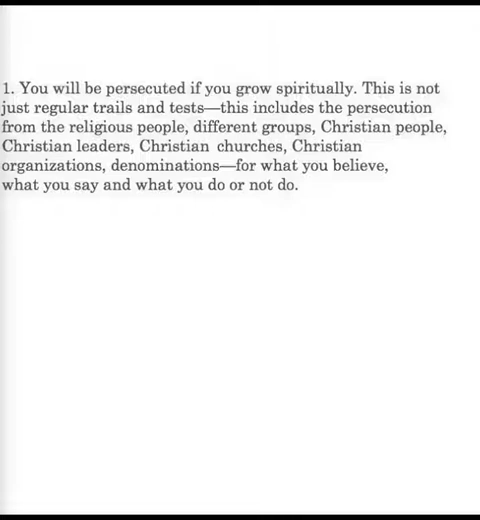 1. You will be persecuted if you grow spiritually. This is not
just regular trails and tests—this includes the persecution
from the religious people, different groups, Christian people,
Christian leaders, Christian churches, Christian
organizations, denominations—for what you believe,
what you say and what you do or not do.